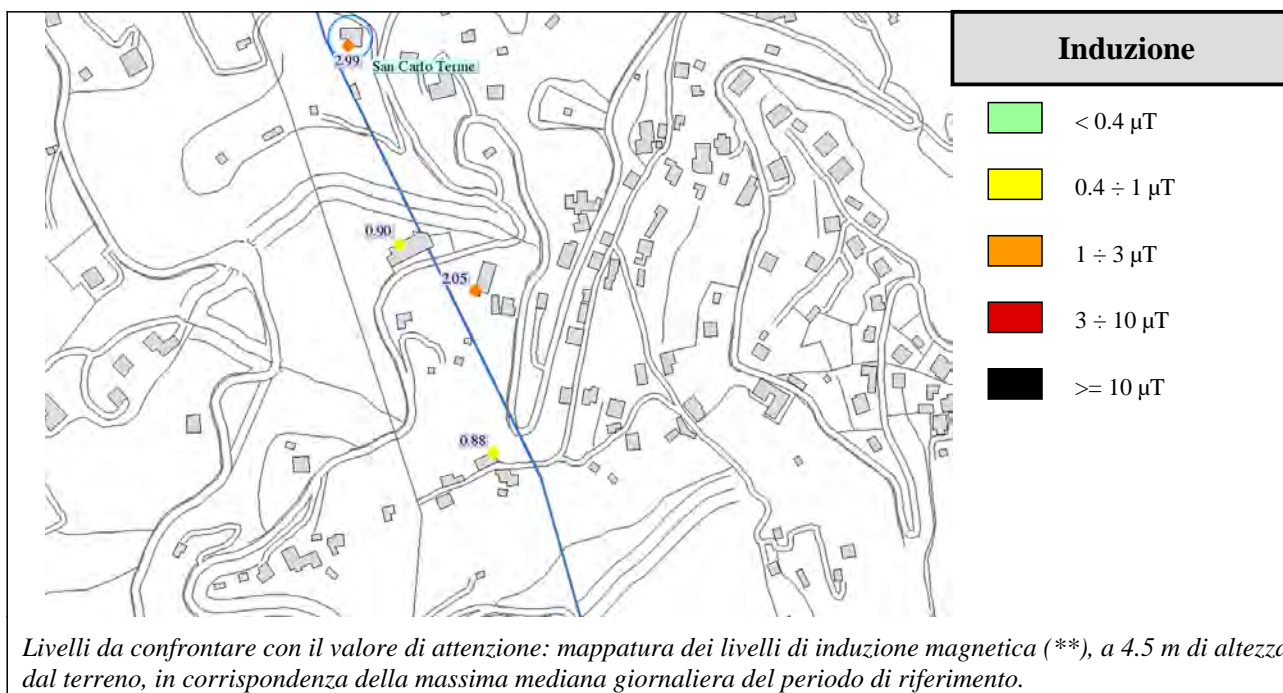 Induzione
2.99
San Carlo Terme
0.90
2.05
0.88
< 0.4 µT
0.4 ÷ 1 µT
1 ÷ 3 µT
3 ÷ 10 µT
>= 10 µT
Livelli da confrontare con il valore di attenzione: mappatura dei livelli di induzione magnetica (**), a 4.5 m di altezza
dal terreno, in corrispondenza della massima mediana giornaliera del periodo di riferimento.